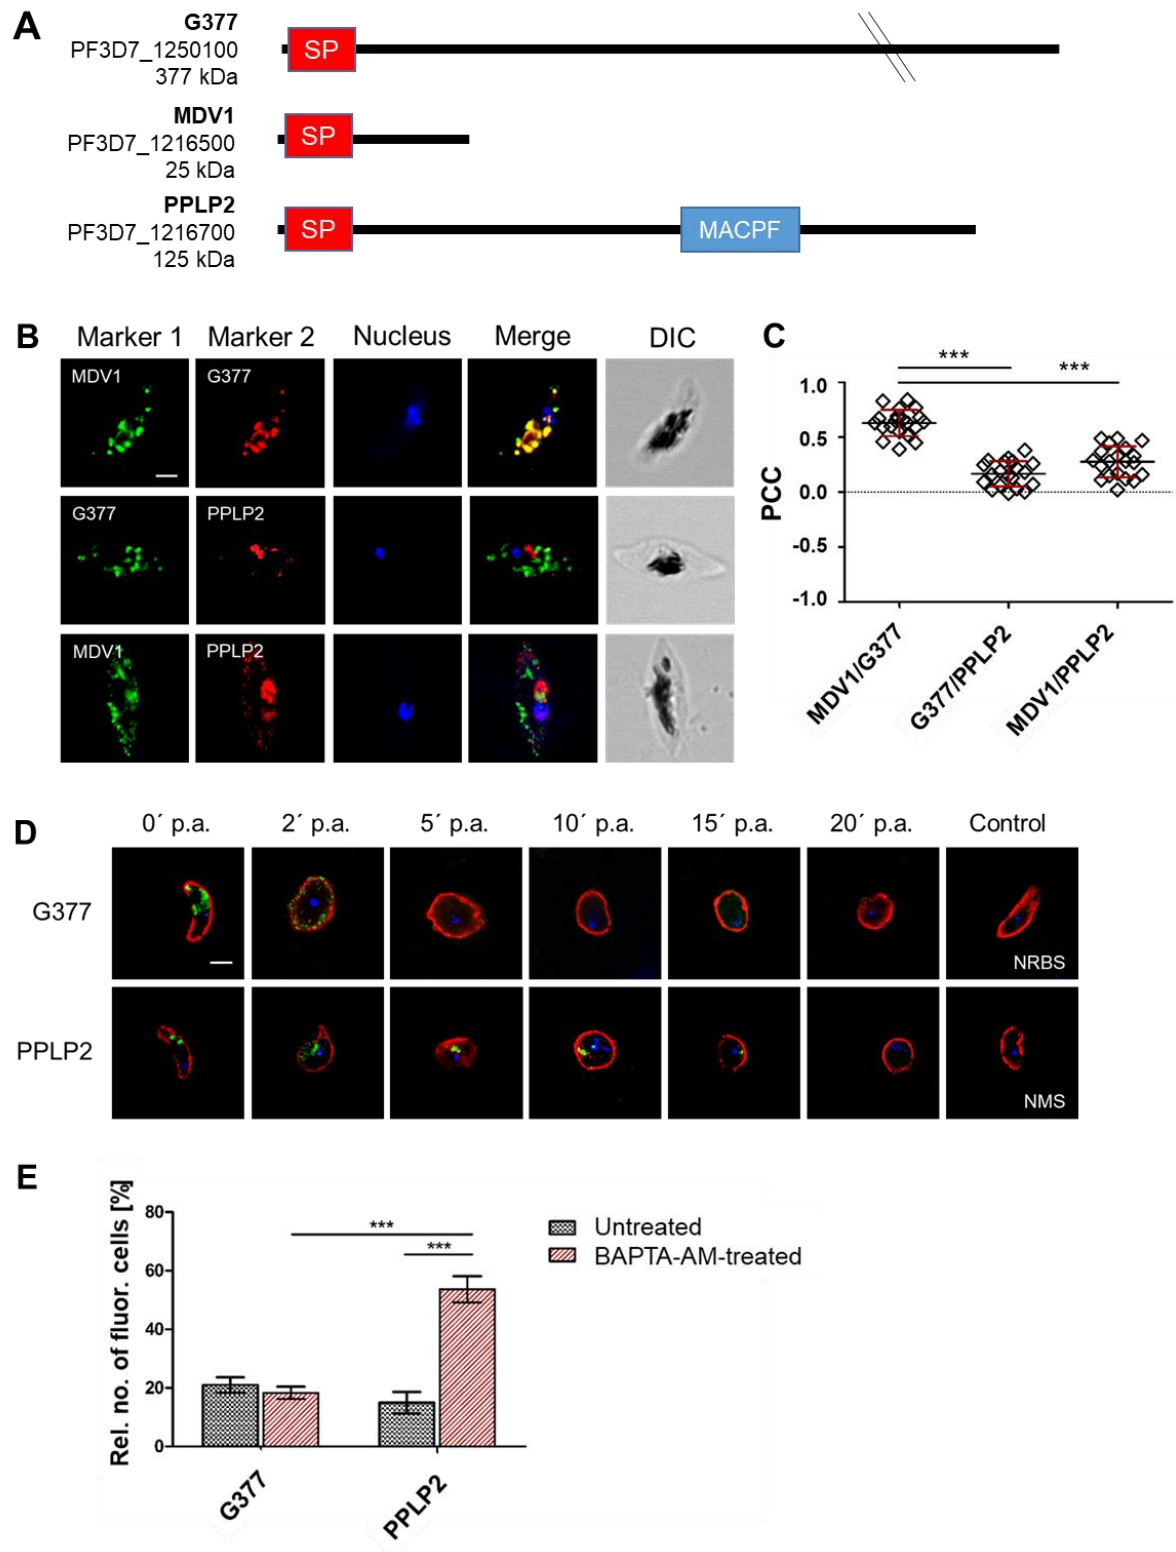 A
G377
PF3D7_1250100
377 kDa
SP
MDV1
PF3D7_1216500
25 kDa
SP
PPLP2
PF3D7_1216700
125 kDa
SP
MACPF
B
Marker 1 Marker 2 Nucleus Merge DIC
MDV1 G377
G377 PPLP2
MDV1 PPLP2
C
*** ***
1.0
0.5
0.0
-0.5
-1.0
PCC
MDV1/G377
G377/PPLP2
MDV1/PPLP2
D
0´ p.a. 2´ p.a. 5´ p.a. 10´ p.a. 15´ p.a. 20´ p.a. Control
G377
NRBS
PPLP2
NMS
E
Rel. no. of fluor. cells [%]
80
60
40
20
0
***
***
Untreated
BAPTA-AM-treated
G377
PPLP2